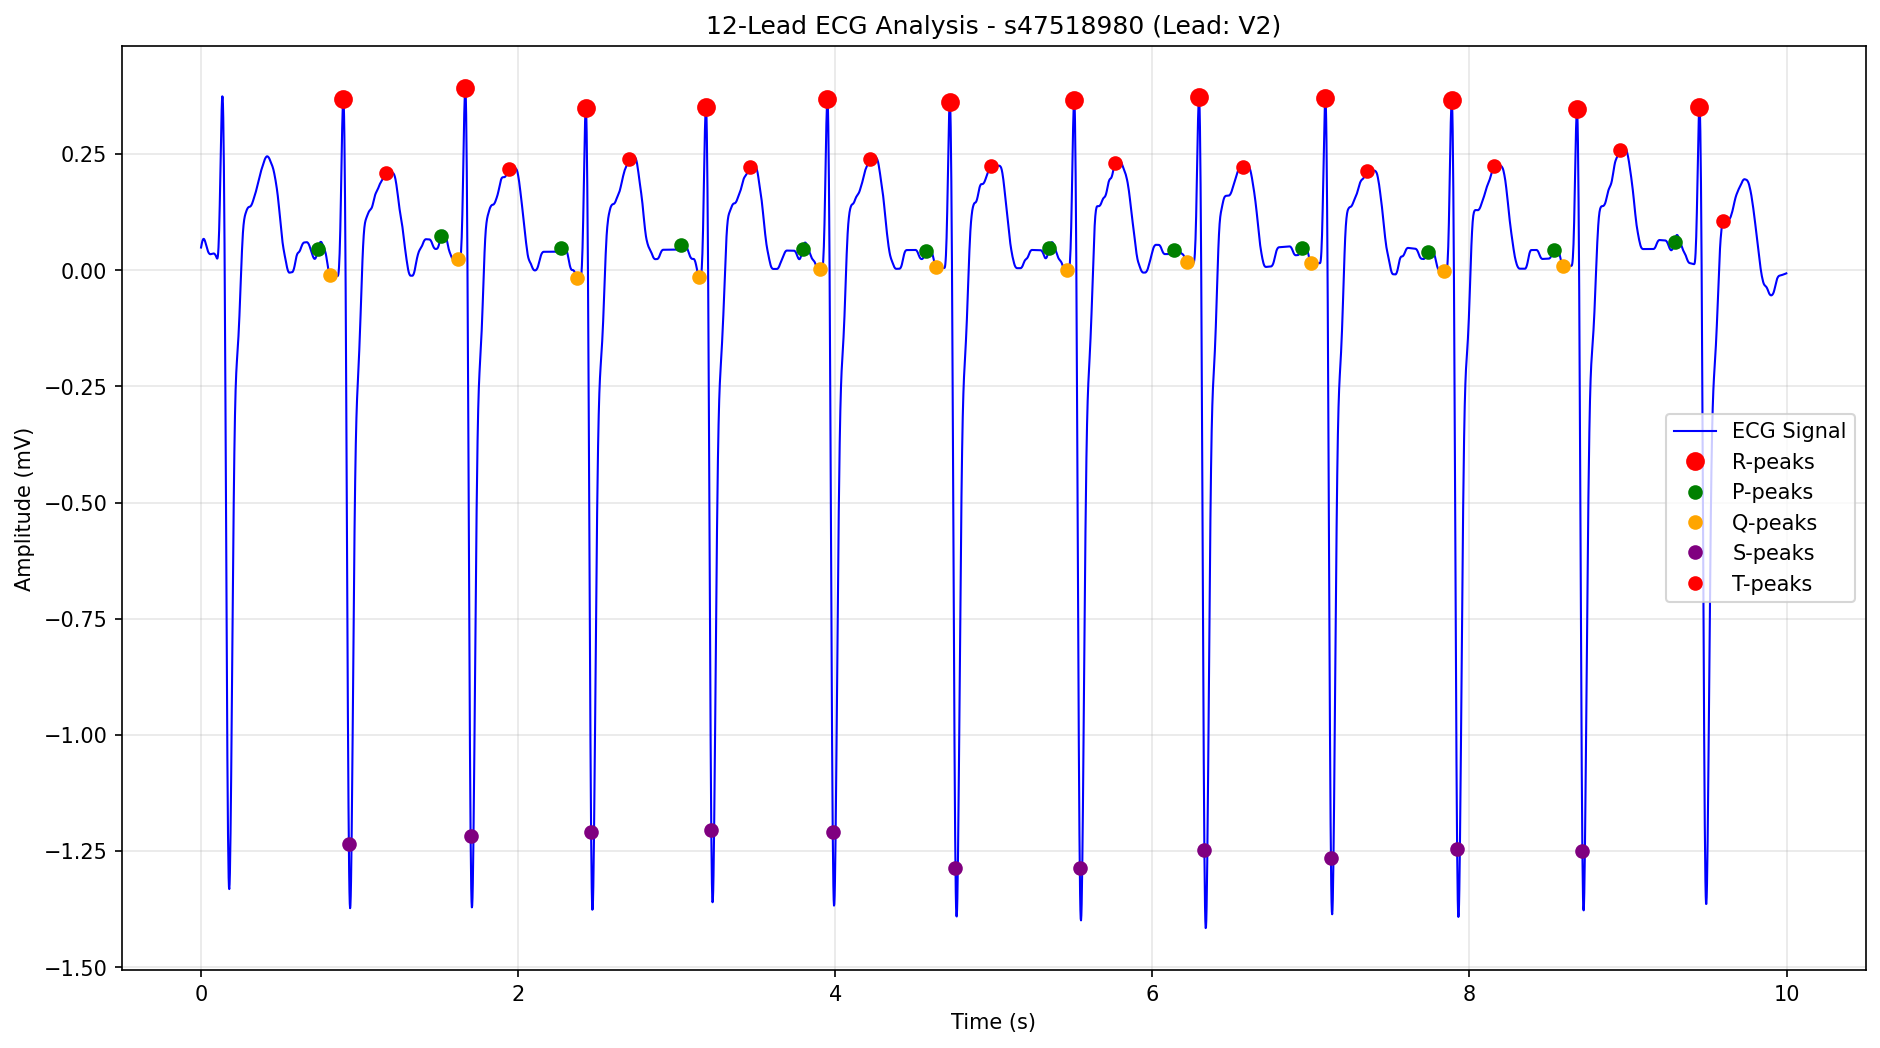 12-Lead ECG Analysis - s47518980 (Lead: V2)
Amplitude (mV)
0.25
0.00
−0.25
−0.50
−0.75
−1.00
−1.25
−1.50
ECG Signal
R-peaks
P-peaks
Q-peaks
S-peaks
T-peaks
0 2 4 6 8 10
Time (s)